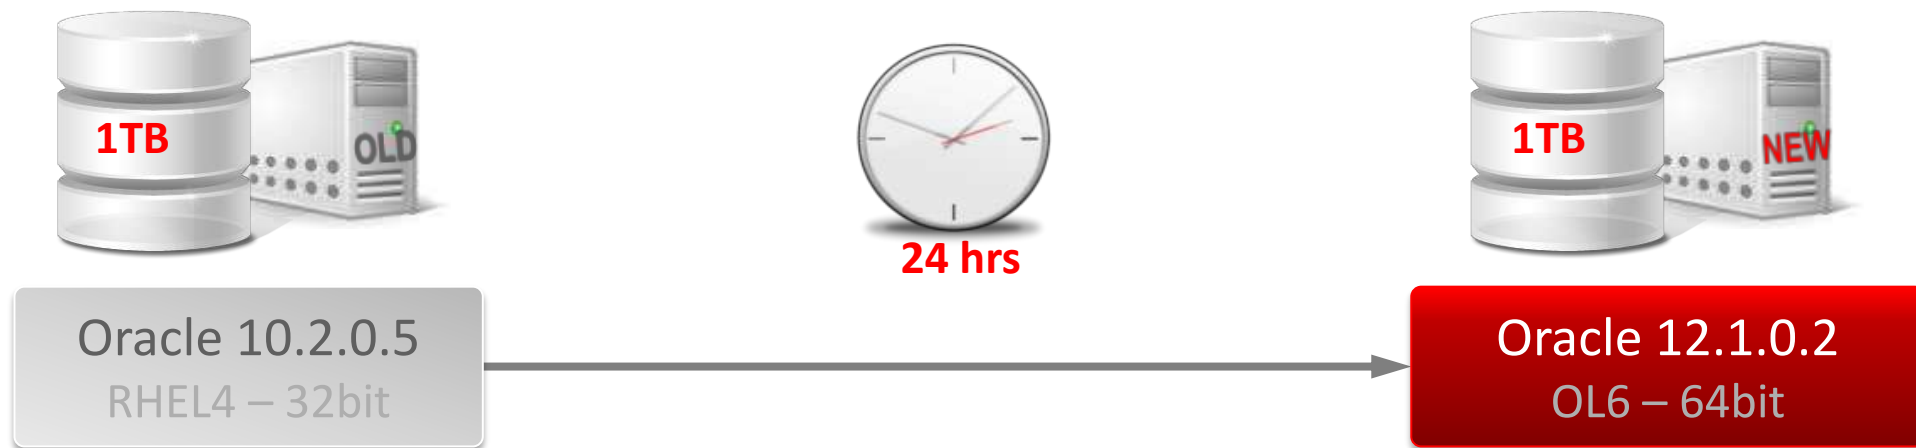 1TB
OLD
24 hrs
1TB
NEW
Oracle 10.2.0.5
RHEL4 – 32bit
Oracle 12.1.0.2
OL6 – 64bit